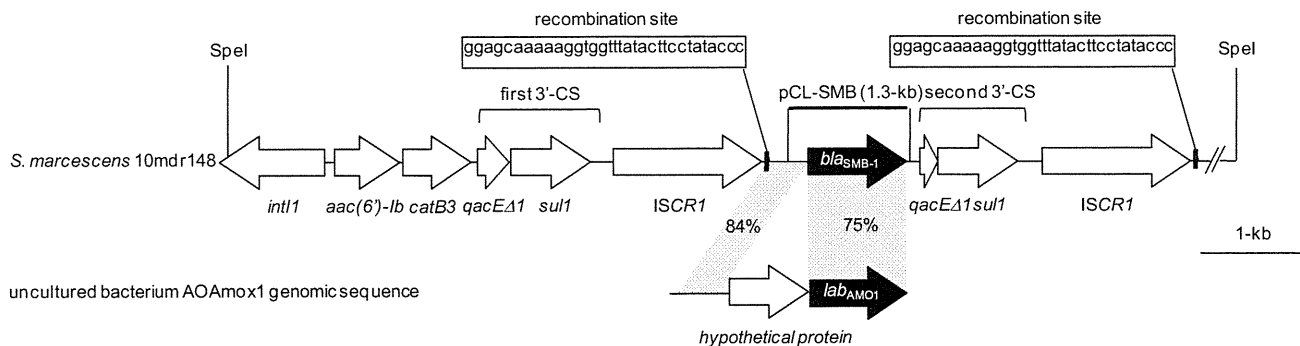 recombination site
ggagcaaaaaaggtggtttatacttcctataccc
recombination site
ggagcaaaaaaggtggtttatacttcctataccc
SpeI
SpeI
first 3'-CS
pCL-SMB (1.3-kb)
second 3'-CS
S. marcescens 10mdr148
blaSMB-1
intI1
aac(6')-Ib
catB3
qacEΔ1
sul1
ISCR1
qacEΔ1
sul1
ISCR1
84%
75%
1-kb
uncultured bacterium AOAmox1 genomic sequence
labAMO1
hypothetical protein